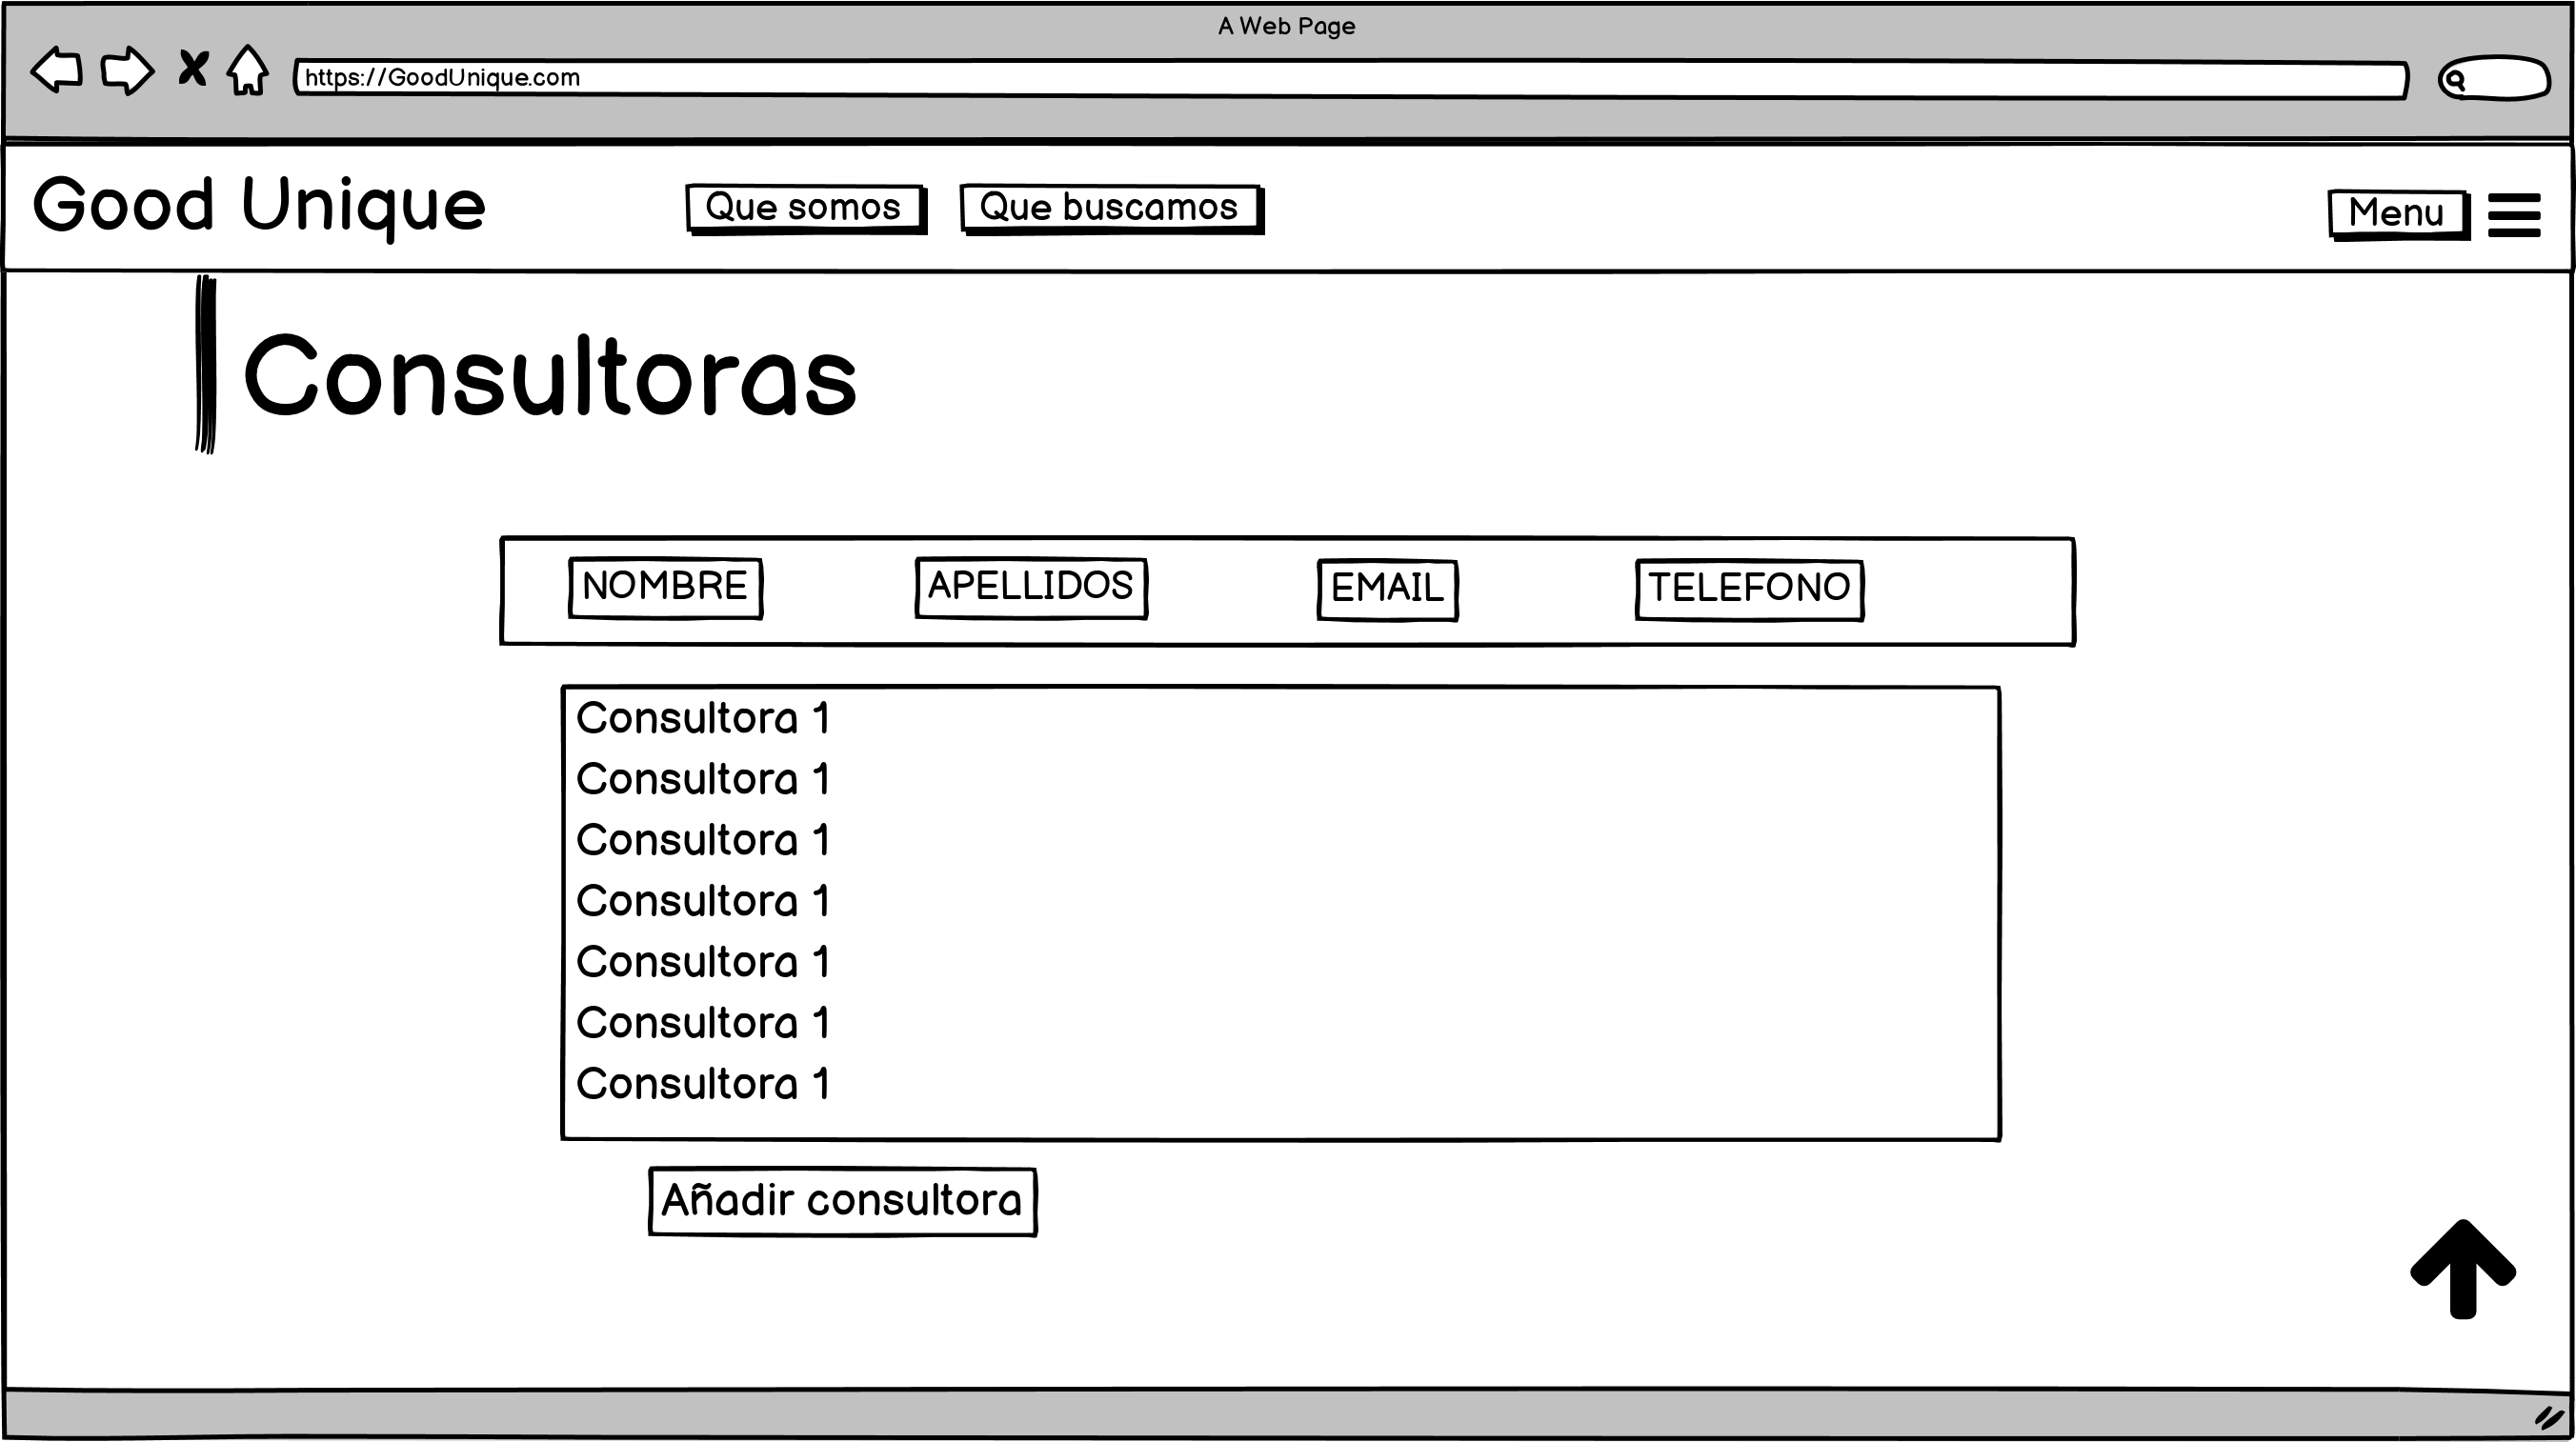 A Web Page
https://GoodUnique.com
Good Unique Que somos Que buscamos Menu
Consultoras
NOMBRE APELLIDOS EMAIL TELEFONO
Consultora 1
Consultora 1
Consultora 1
Consultora 1
Consultora 1
Consultora 1
Consultora 1
Añadir consultora